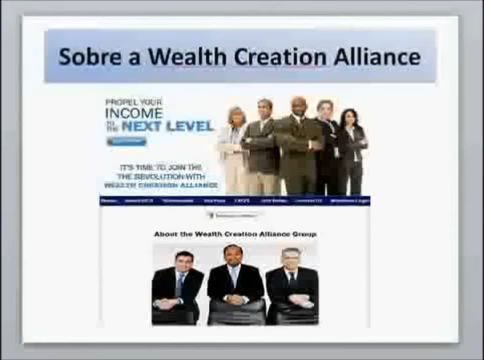 Sobre a Wealth Creation Alliance
PROPEL YOUR
INCOME
TO THE NEXT LEVEL
IT'S TIME TO JOIN THE
THE REVOLUTION WITH
WEALTH CREATION ALLIANCE
About the Wealth Creation Alliance Group